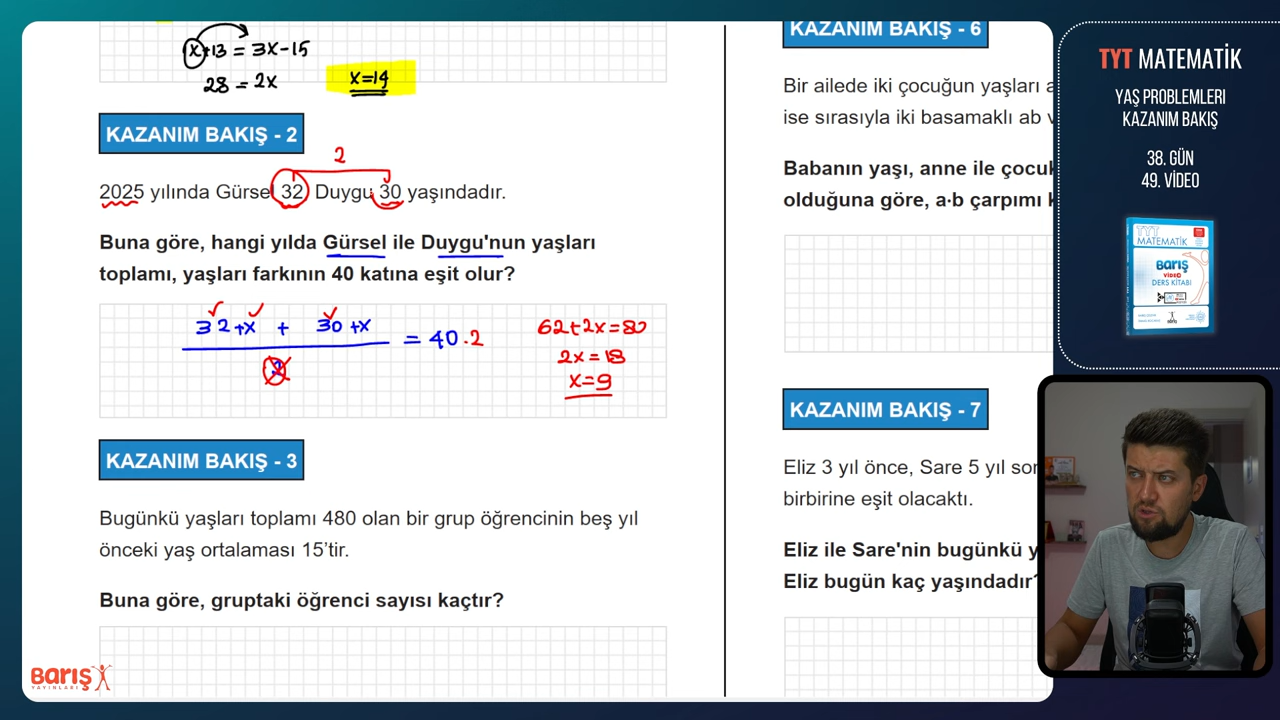 x+13 = 3x-15
28 = 2x
x=14
KAZANIM BAKIŞ - 2
2
2025 yılında Gürsel 32 Duygu 30 yaşındadır.
Buna göre, hangi yılda Gürsel ile Duygu'nun yaşları
toplamı, yaşları farkının 40 katına eşit olur?
32+x + 30+x
= 40.2
2
62+2x=80
2x=18
x=9
KAZANIM BAKIŞ - 3
Bugünkü yaşları toplamı 480 olan bir grup öğrencinin beş yıl
önceki yaş ortalaması 15'tir.
Buna göre, gruptaki öğrenci sayısı kaçtır?
BARIŞ
YAYINLARI
KAZANIM BAKIŞ - 6
Bir ailede iki çocuğun yaşları
ise sırasıyla iki basamaklı ab
Babanın yaşı, anne ile
olduğuna göre, a·b çarpımı
KAZANIM BAKIŞ - 7
Eliz 3 yıl önce, Sare 5 yıl
birbirine eşit olacaktı.
Eliz ile Sare'nin bugünkü
Eliz bugün kaç yaşındadır?
TYT MATEMATİK
YAŞ PROBLEMLERI
KAZANIM BAKIŞ
38. GÜN
49. VİDEO
TYT
MATEMATİK
BARIŞ
VİDEO
DERS KİTABI